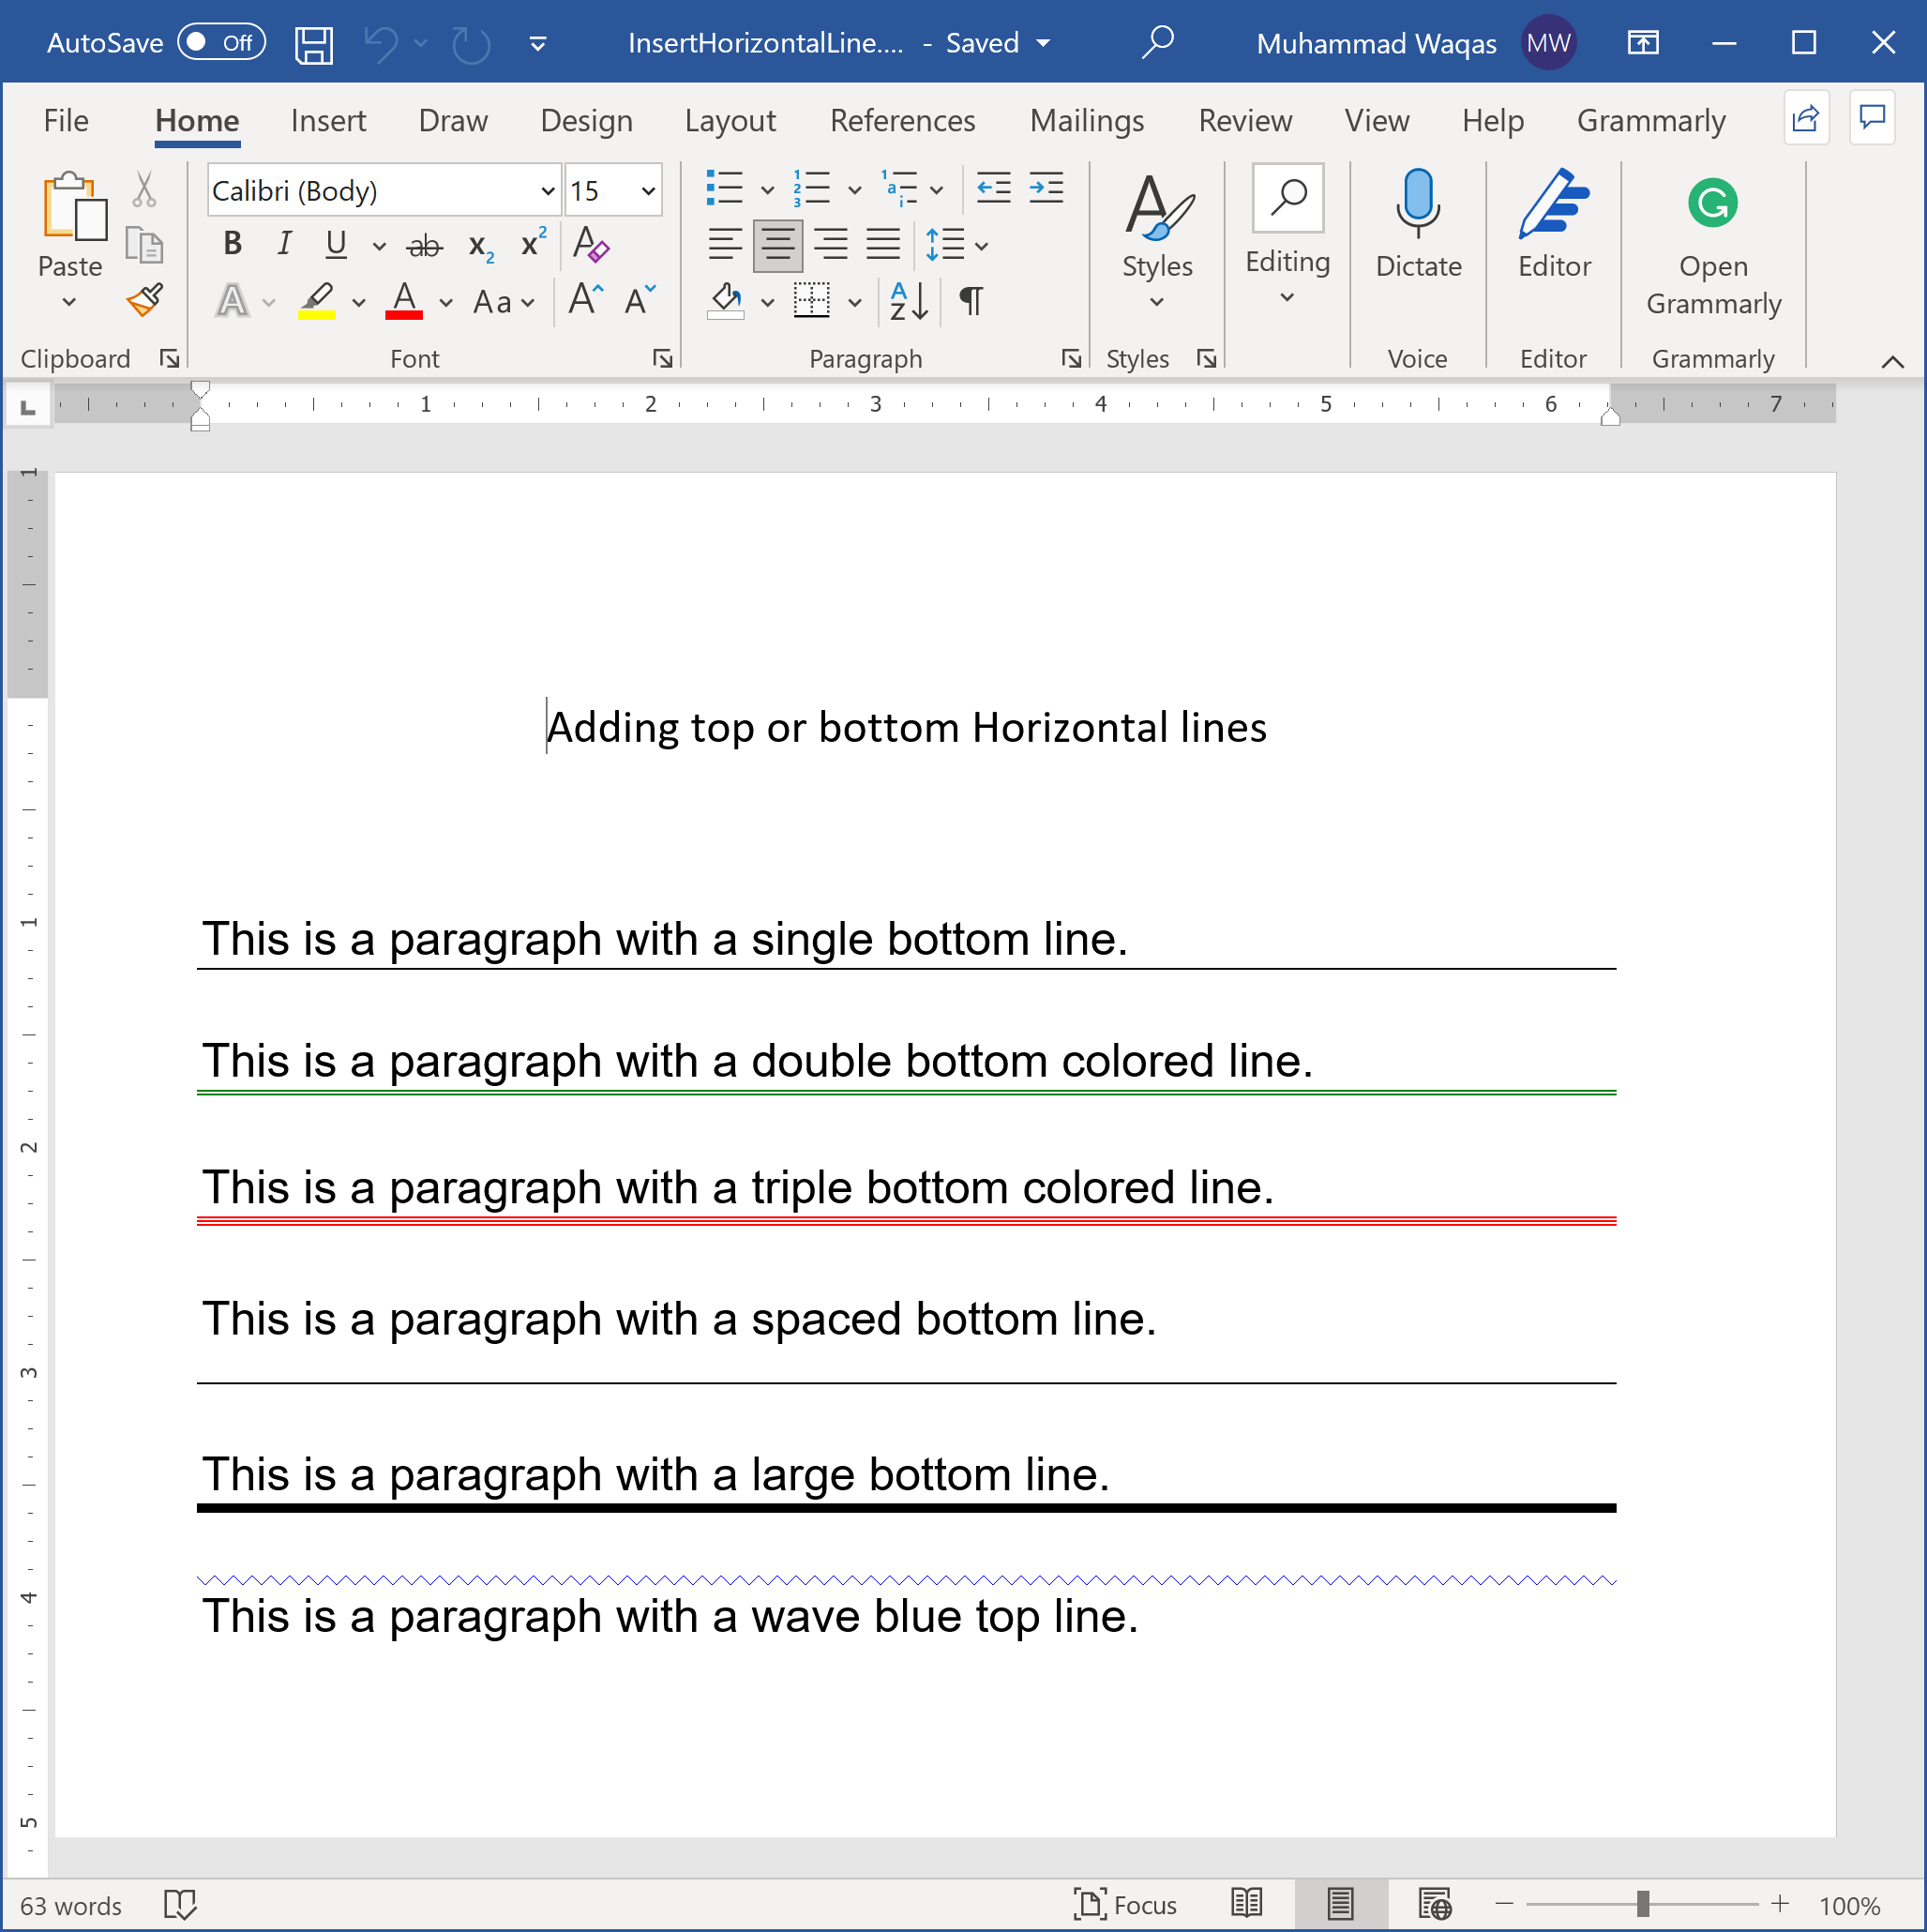 AutoSave Off InsertHorizontalLine.... - Saved Muhammad Waqas MW
File Home Insert Draw Design Layout References Mailings Review View Help Grammarly
Calibri (Body) 15
Paste
Styles Editing Dictate Editor Open Grammarly
Clipboard Font Paragraph Styles Voice Editor Grammarly
1 2 3 4 5 6 7
Adding top or bottom Horizontal lines
This is a paragraph with a single bottom line.
This is a paragraph with a double bottom colored line.
This is a paragraph with a triple bottom colored line.
This is a paragraph with a spaced bottom line.
This is a paragraph with a large bottom line.
This is a paragraph with a wave blue top line.
1
1
2
3
4
5
63 words Focus 100%